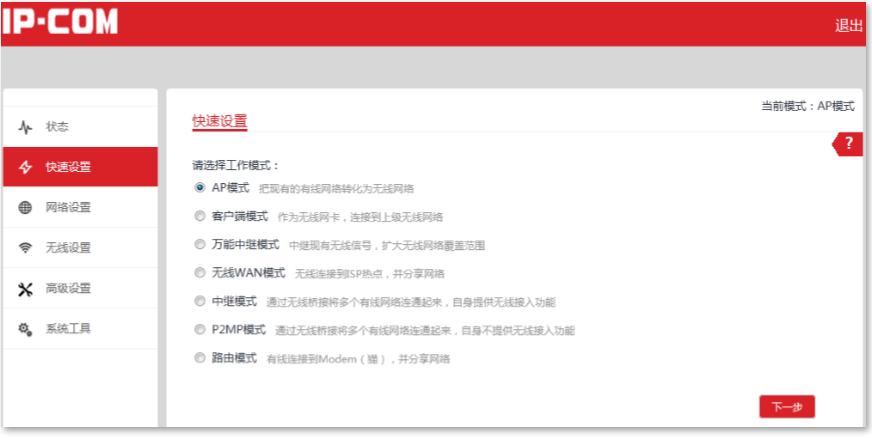 IP-COM
退出
当前模式：AP模式
状态
快速设置
网络设置
无线设置
高级设置
系统工具
快速设置
?
请选择工作模式：
AP模式 把现有的有线网络转化为无线网络
客户端模式 作为无线网卡，连接到上级无线网络
万能中继模式 中继现有无线信号，扩大无线网络覆盖范围
无线WAN模式 无线连接到ISP热点，并分享网络
中继模式 通过无线桥接将多个有线网络连通起来，自身提供无线接入功能
P2MP模式 通过无线桥接将多个有线网络连通起来，自身不提供无线接入功能
路由模式 有线连接到Modem（猫），并分享网络
下一步